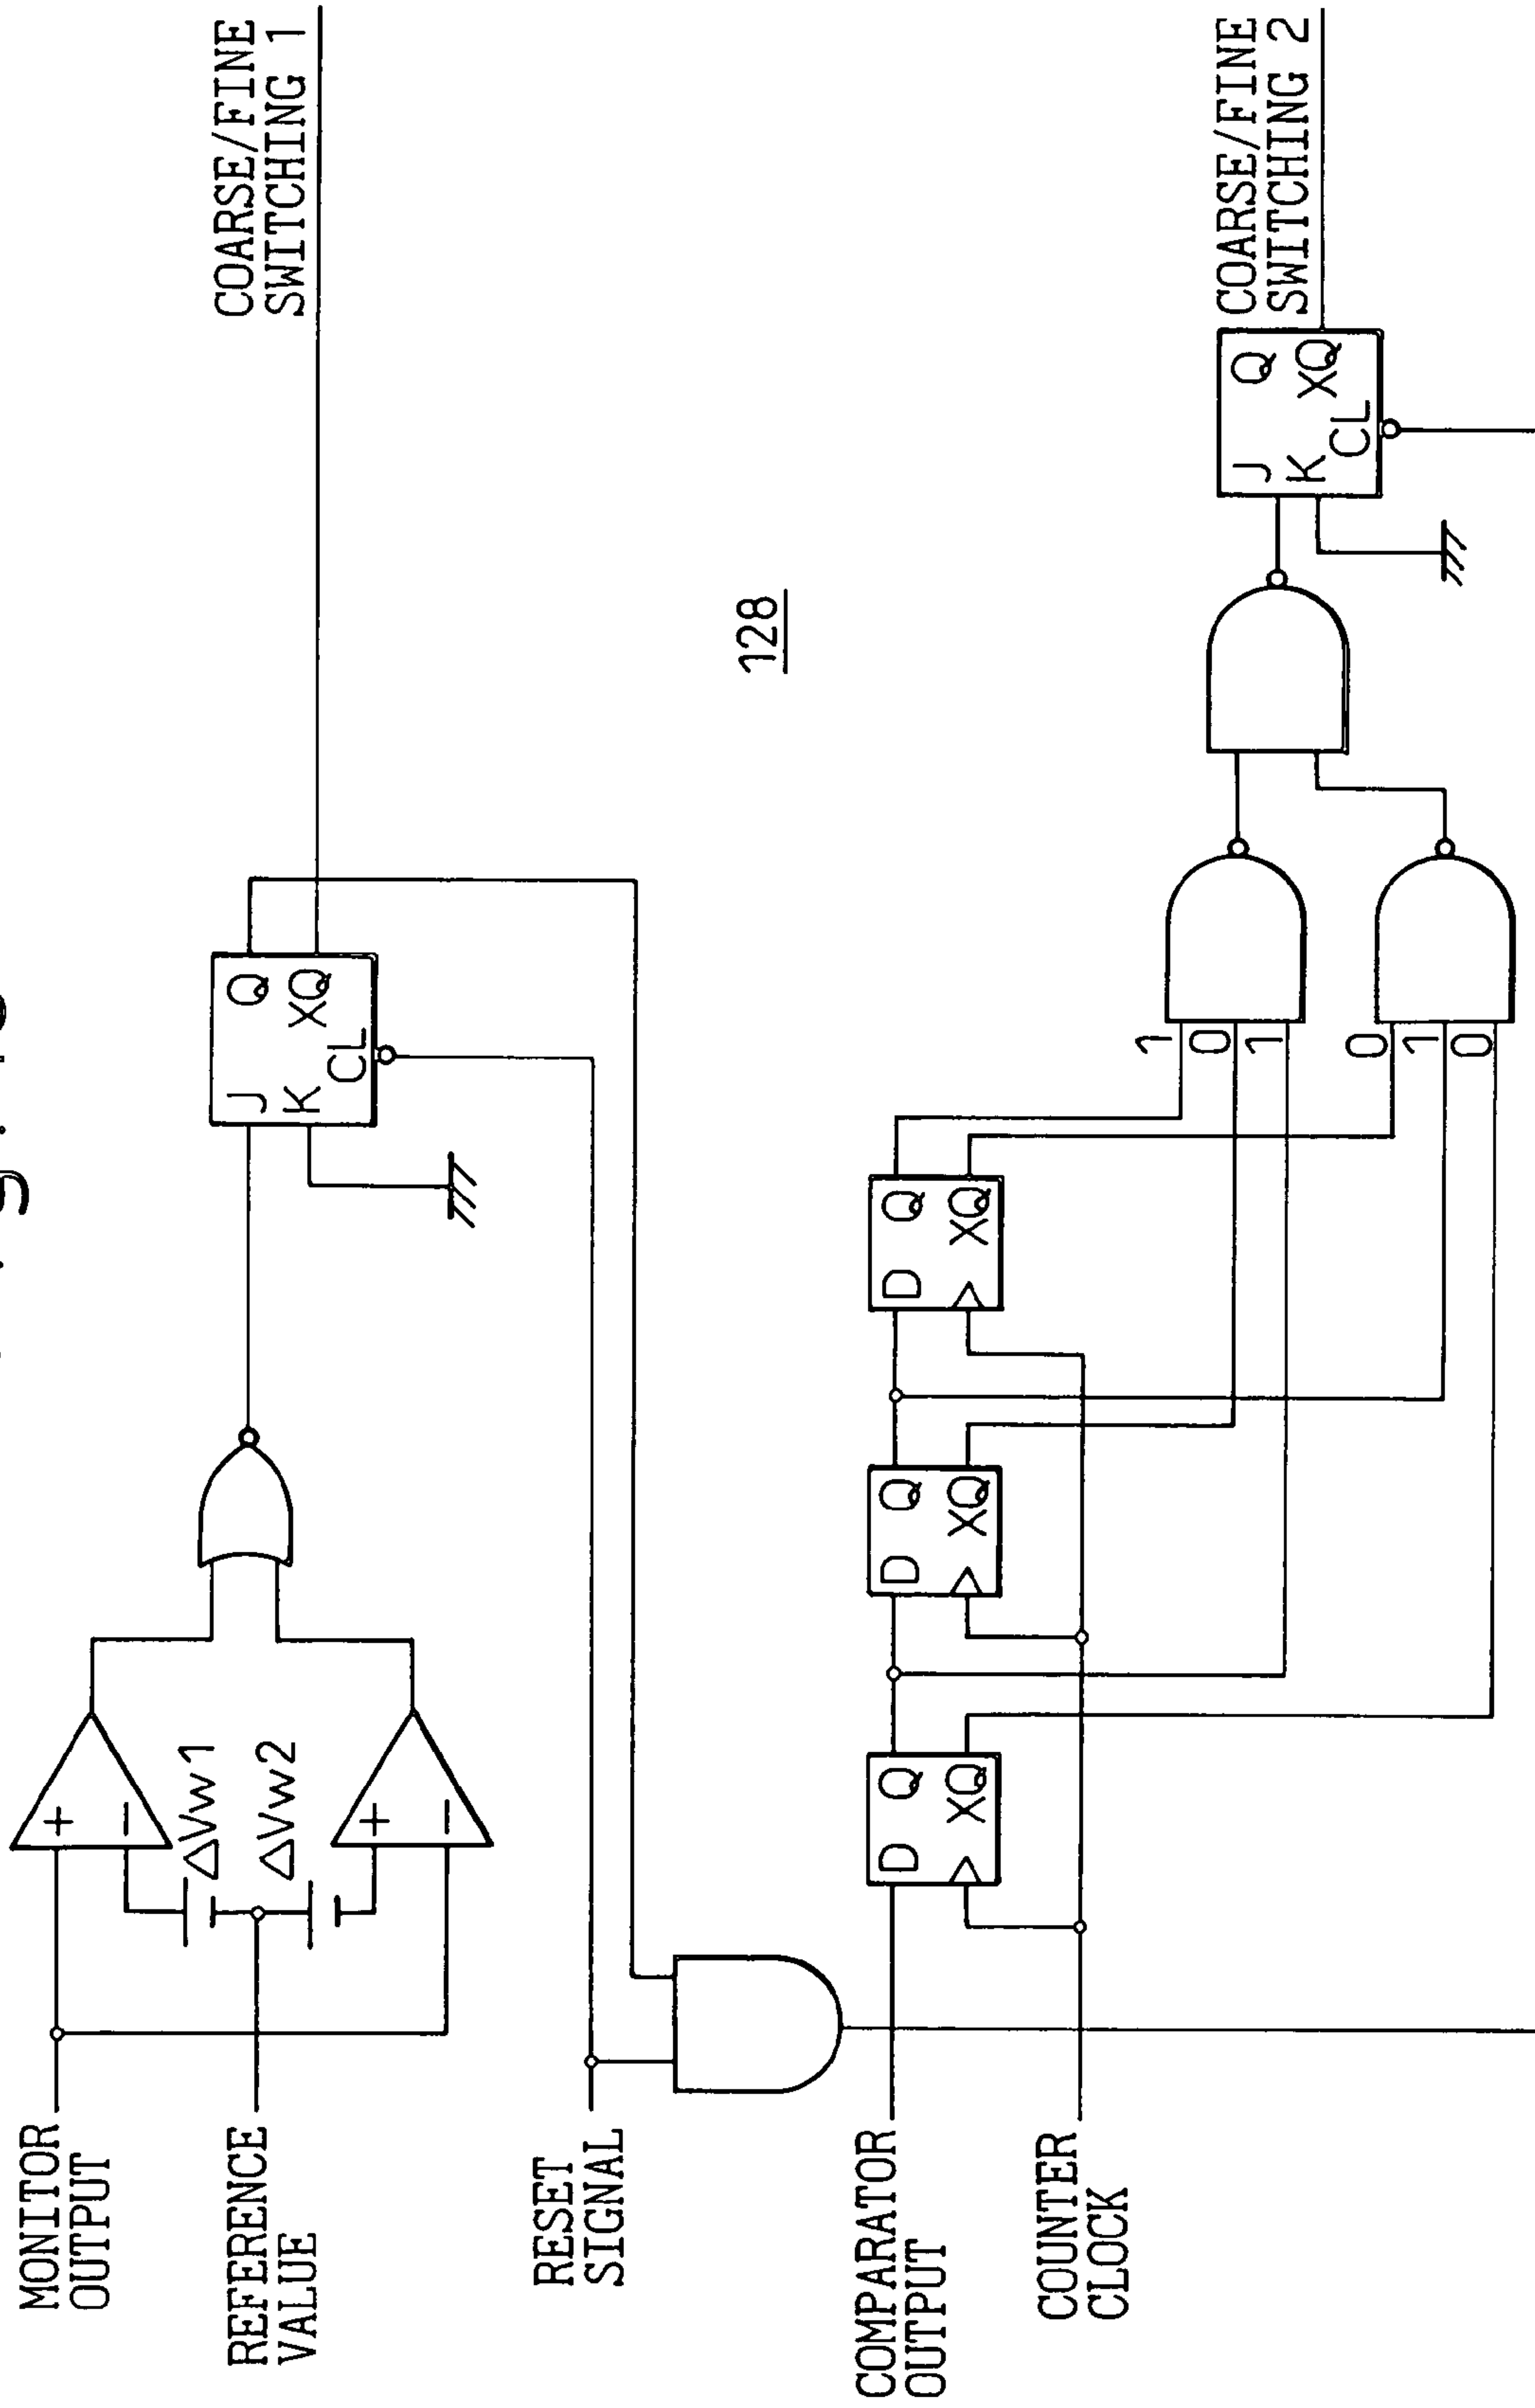 MONITOR
OUTPUT
REFERENCE
VALUE
RESET
SIGNAL
COMPARATOR
OUTPUT
COUNTER
CLOCK
+
−
ΔVw1
ΔVw2
+
−
J Q
K XQ
CL
COARSE/FINE
SWITCHING 1
128
D Q
XQ
D Q
XQ
D Q
XQ
1
0
1
0
1
0
J Q
K XQ
CL
COARSE/FINE
SWITCHING 2